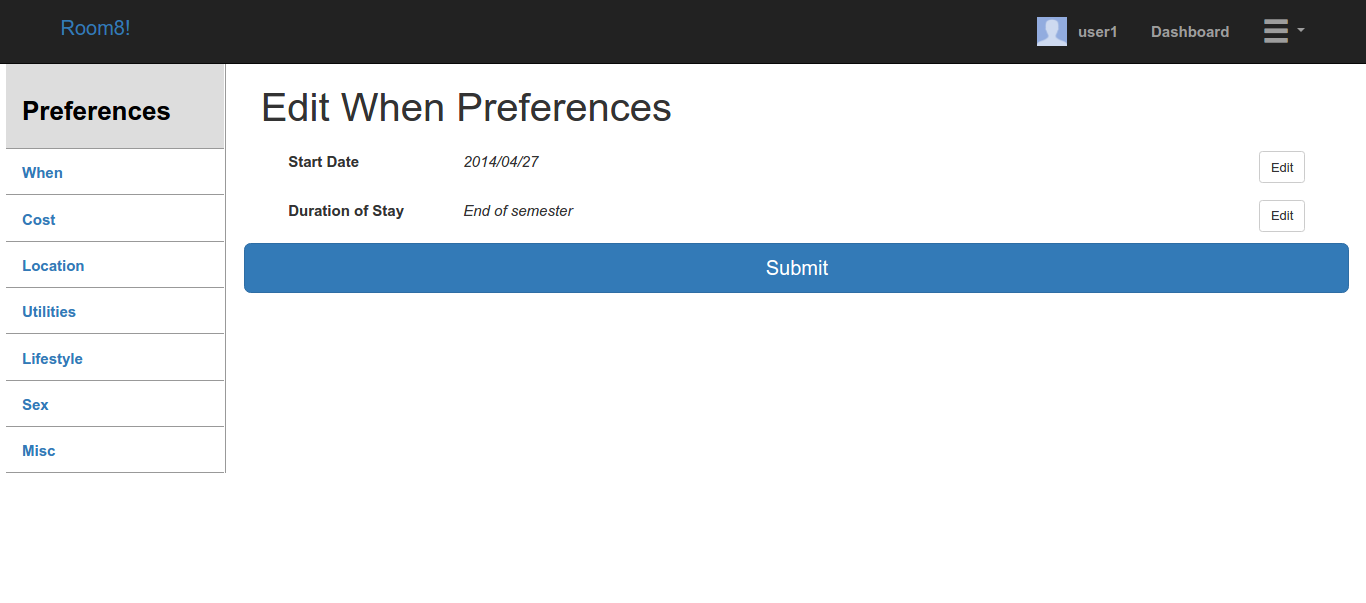 Room8!
user1 Dashboard
Preferences
When
Cost
Location
Utilities
Lifestyle
Sex
Misc
Edit When Preferences
Start Date 2014/04/27 Edit
Duration of Stay End of semester Edit
Submit